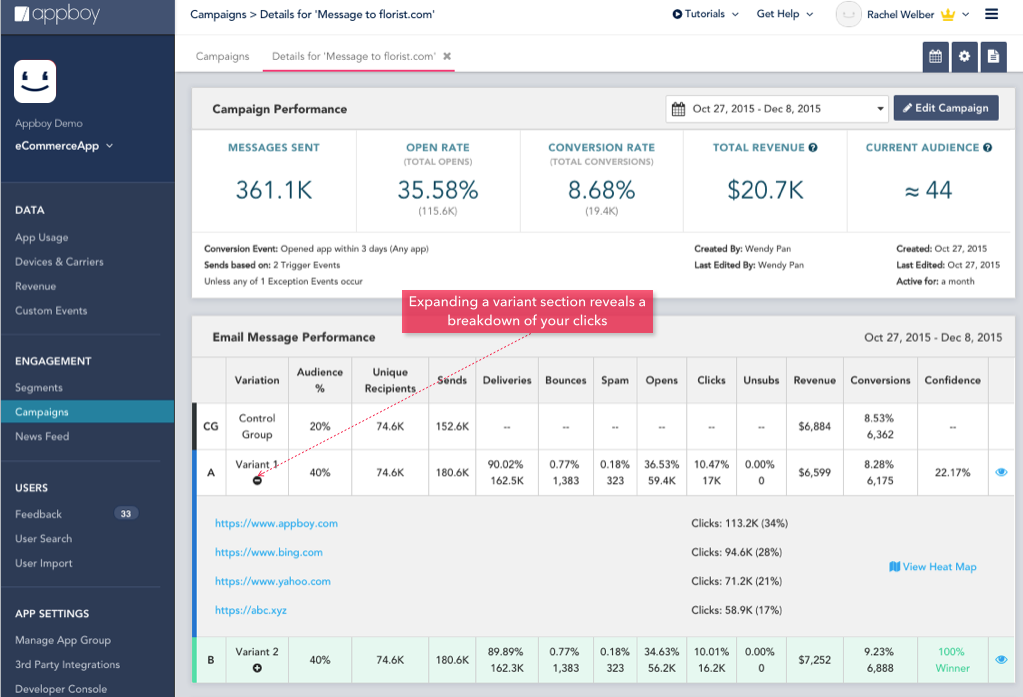 appboy
Campaigns > Details for 'Message to florist.com'
Tutorials
Get Help
Rachel Welber
Campaigns
Details for 'Message to florist.com'
Appboy Demo
eCommerceApp
DATA
App Usage
Devices & Carriers
Revenue
Custom Events
ENGAGEMENT
Segments
Campaigns
News Feed
USERS
Feedback 33
User Search
User Import
APP SETTINGS
Manage App Group
3rd Party Integrations
Developer Console
Campaign Performance
Oct 27, 2015 - Dec 8, 2015
Edit Campaign
MESSAGES SENT
361.1K
OPEN RATE
(TOTAL OPENS)
35.58%
(115.6K)
CONVERSION RATE
(TOTAL CONVERSIONS)
8.68%
(19.4K)
TOTAL REVENUE ?
$20.7K
CURRENT AUDIENCE ?
≈ 44
Conversion Event: Opened app within 3 days (Any app)
Sends based on: 2 Trigger Events
Unless any of 1 Exception Events occur
Created By: Wendy Pan
Last Edited By: Wendy Pan
Created: Oct 27, 2015
Last Edited: Oct 27, 2015
Active for: a month
Expanding a variant section reveals a
breakdown of your clicks
Email Message Performance
Oct 27, 2015 - Dec 8, 2015
Variation Audience % Unique Recipients Sends Deliveries Bounces Spam Opens Clicks Unsubs Revenue Conversions Confidence
CG Control Group 20% 74.6K 152.6K -- -- -- -- -- -- $6,884 8.53% 6,362 --
A Variant 1 40% 74.6K 180.6K 90.02% 162.5K 0.77% 1,383 0.18% 323 36.53% 59.4K 10.47% 17K 0.00% 0 $6,599 8.28% 6,175 22.17%
https://www.appboy.com Clicks: 113.2K (34%)
https://www.bing.com Clicks: 94.6K (28%)
View Heat Map
https://www.yahoo.com Clicks: 71.2K (21%)
https://abc.xyz Clicks: 58.9K (17%)
B Variant 2 40% 74.6K 180.6K 89.89% 162.3K 0.77% 1,383 0.18% 323 34.63% 56.2K 10.01% 16.2K 0.00% 0 $7,252 9.23% 6,888 100% Winner